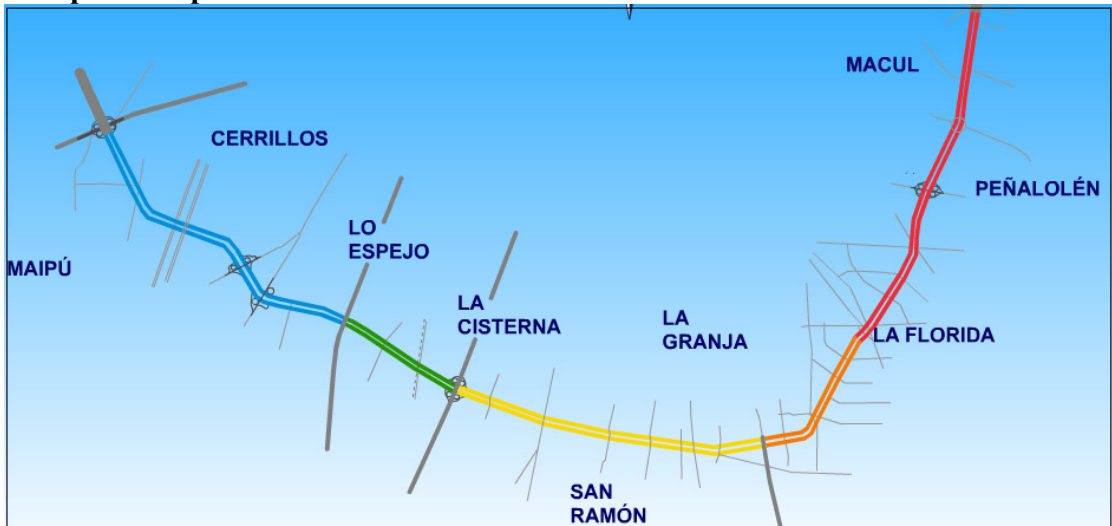 MACUL
CERRILLOS
PEÑALOLÉN
LO
ESPEJO
MAIPÚ
LA
CISTERNA
LA
GRANJA
LA FLORIDA
SAN
RAMÓN